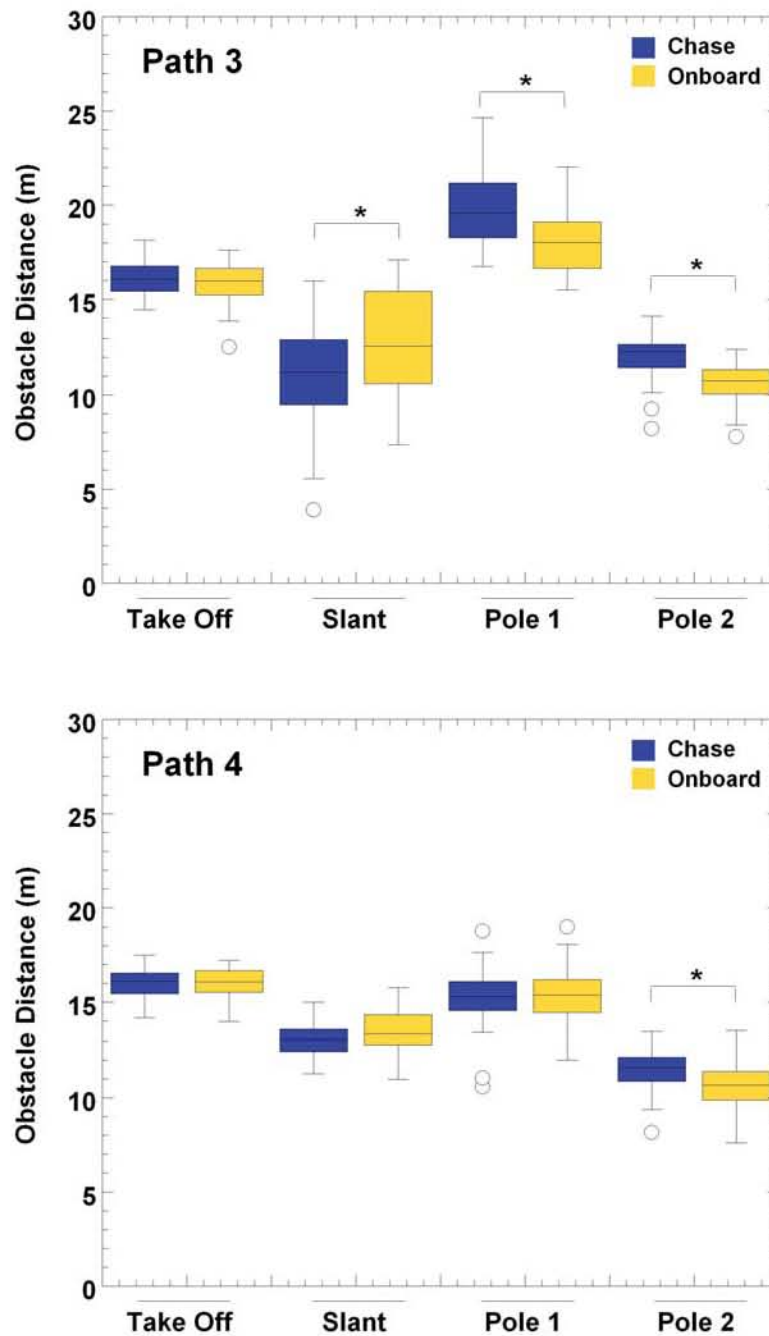 Path 3
Chase
Onboard
Obstacle Distance (m)
30
25
20
15
10
5
0
*
*
*
Take Off Slant Pole 1 Pole 2
Path 4
Chase
Onboard
Obstacle Distance (m)
30
25
20
15
10
5
0
*
Take Off Slant Pole 1 Pole 2